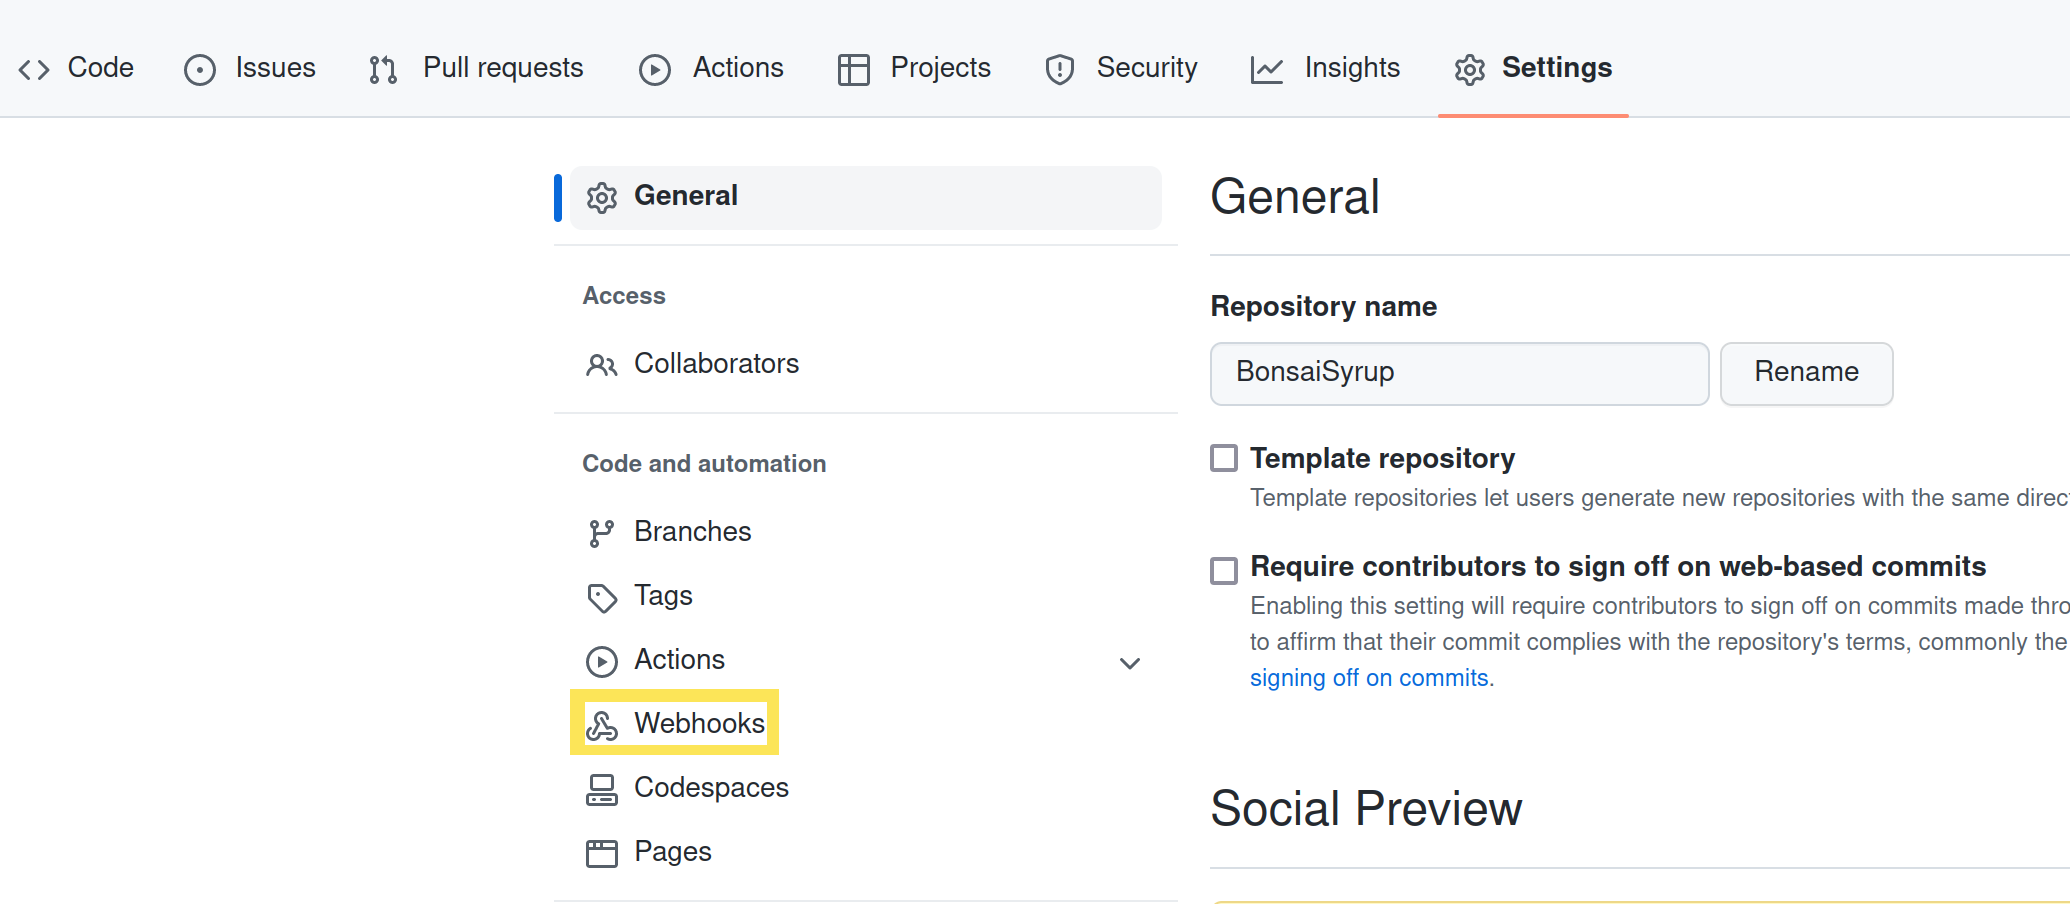 Code Issues Pull requests Actions Projects Security Insights Settings
General
Access
Collaborators
Code and automation
Branches
Tags
Actions
Webhooks
Codespaces
Pages
General
Repository name
BonsaiSyrup Rename
Template repository
Template repositories let users generate new repositories with the same direc
Require contributors to sign off on web-based commits
Enabling this setting will require contributors to sign off on commits made thro
to affirm that their commit complies with the repository's terms, commonly the
signing off on commits.
Social Preview